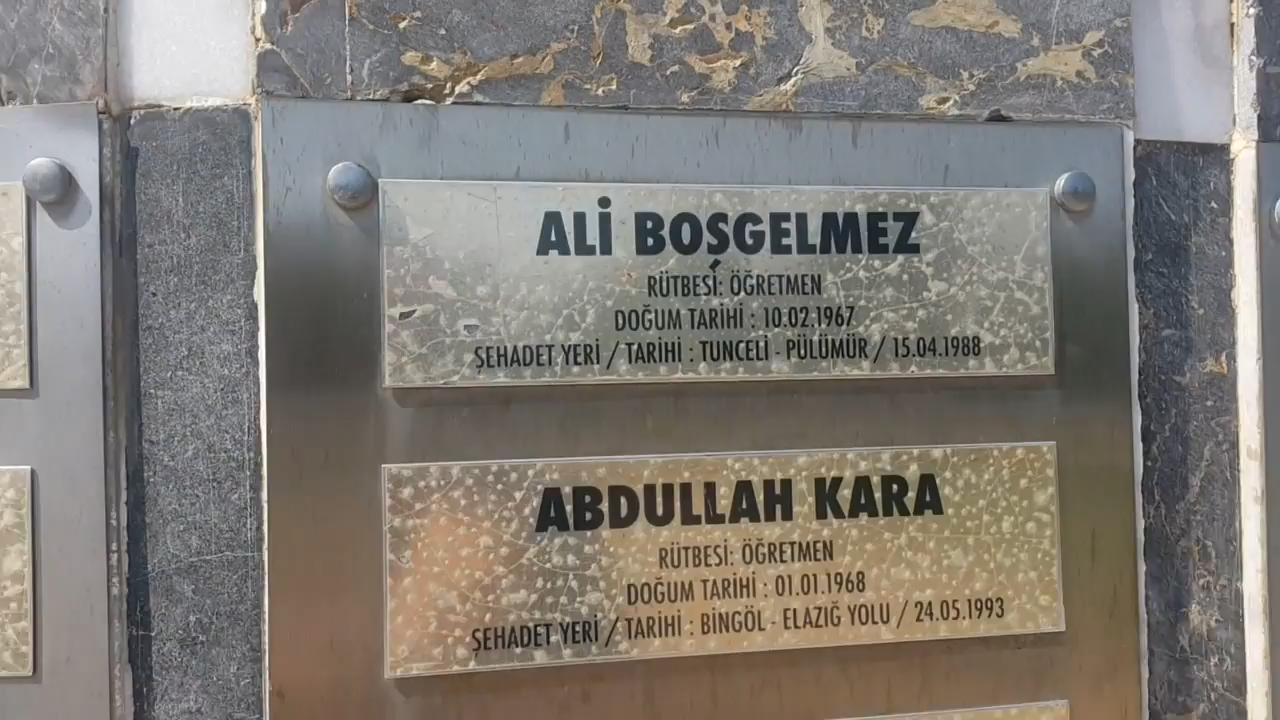 ALİ BOŞGELMEZ
RÜTBESİ: ÖĞRETMEN
DOĞUM TARİHİ : 10.02.1967
ŞEHADET YERİ / TARİHİ : TUNCELİ - PÜLÜMÜR / 15.04.1988
ABDULLAH KARA
RÜTBESİ: ÖĞRETMEN
DOĞUM TARİHİ : 01.01.1968
ŞEHADET YERİ / TARİHİ : BİNGÖL - ELAZIĞ YOLU / 24.05.1993